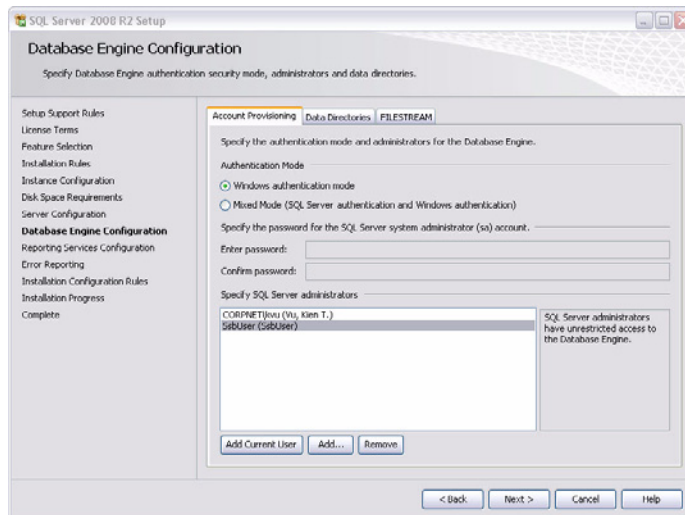 SQL Server 2008 R2 Setup
Database Engine Configuration
Specify Database Engine authentication security mode, administrators and data directories.
Setup Support Rules
License Terms
Feature Selection
Installation Rules
Instance Configuration
Disk Space Requirements
Server Configuration
Database Engine Configuration
Reporting Services Configuration
Error Reporting
Installation Configuration Rules
Installation Progress
Complete
Account Provisioning Data Directories FILESTREAM
Specify the authentication mode and administrators for the Database Engine.
Authentication Mode
Windows authentication mode
Mixed Mode (SQL Server authentication and Windows authentication)
Specify the password for the SQL Server system administrator (sa) account.
Enter password:
Confirm password:
Specify SQL Server administrators
CORPNET\kvu (Vu, Kien T.)
SsbUser (SsbUser)
SQL Server administrators
have unrestricted access to
the Database Engine.
Add Current User Add... Remove
< Back Next > Cancel Help